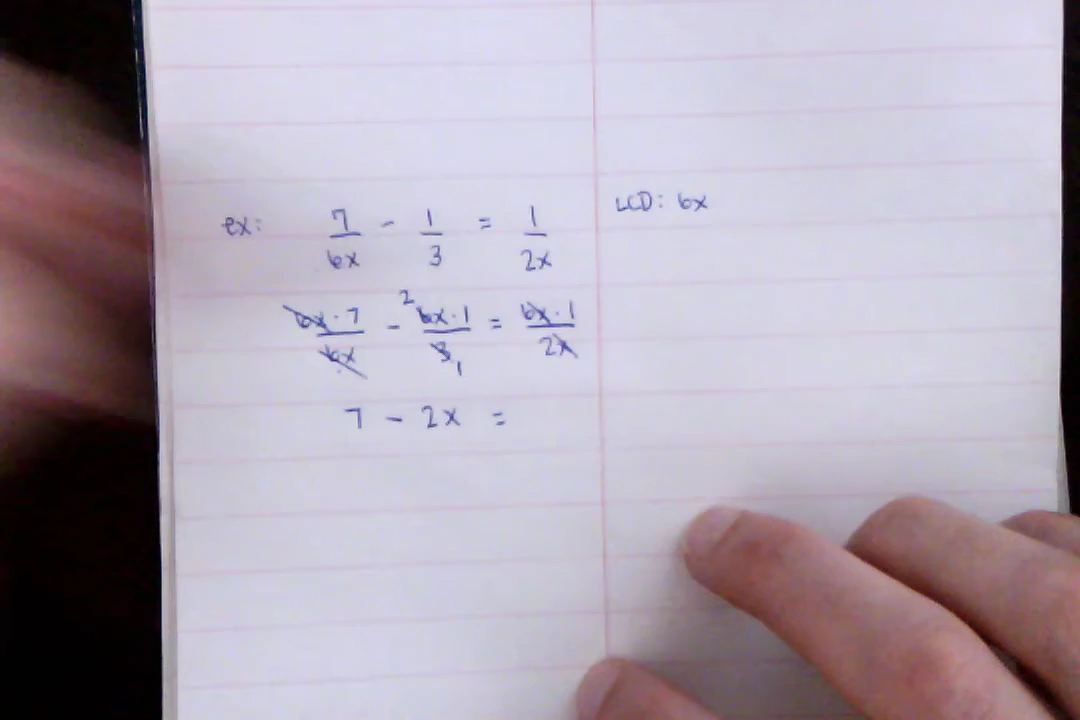 ex: 7/6x - 1/3 = 1/2x LCD: 6x
6x·7/6x - 2 6x·1/3 1 = 6x·1/2x
7 - 2x =